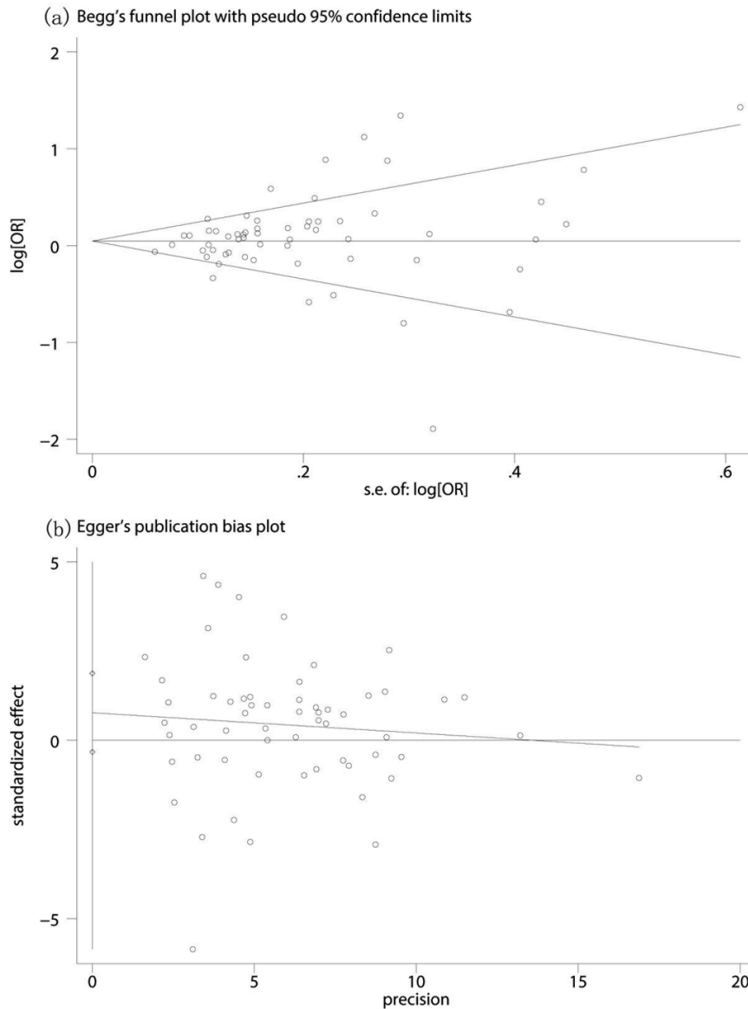 (a) Begg's funnel plot with pseudo 95% confidence limits
2
1
0
−1
−2
log[OR]
0 .2 .4 .6
s.e. of: log[OR]
(b) Egger's publication bias plot
5
0
−5
standardized effect
0 5 10 15 20
precision